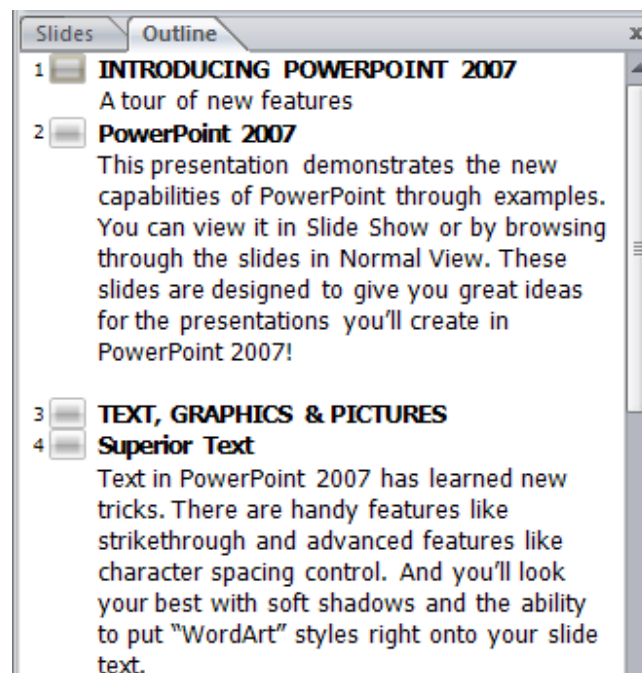 Slides Outline x
1 INTRODUCING POWERPOINT 2007
A tour of new features
2 PowerPoint 2007
This presentation demonstrates the new
capabilities of PowerPoint through examples.
You can view it in Slide Show or by browsing
through the slides in Normal View. These
slides are designed to give you great ideas
for the presentations you'll create in
PowerPoint 2007!
3 TEXT, GRAPHICS & PICTURES
4 Superior Text
Text in PowerPoint 2007 has learned new
tricks. There are handy features like
strikethrough and advanced features like
character spacing control. And you'll look
your best with soft shadows and the ability
to put “WordArt” styles right onto your slide
text.